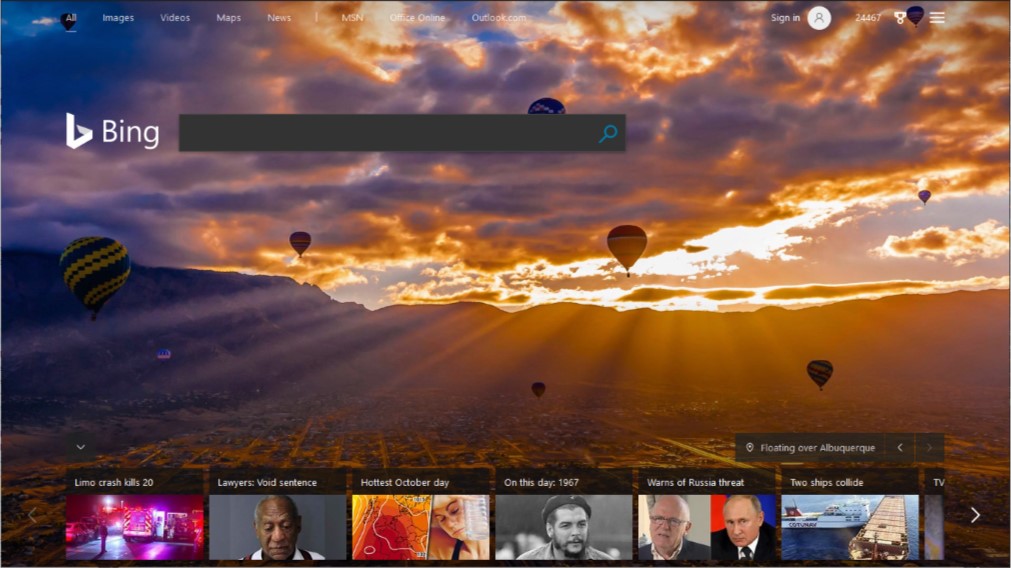 All Images Videos Maps News | MSN Office Online Outlook.com Sign in 24467
Bing
Floating over Albuquerque
Limo crash kills 20
Lawyers: Void sentence
Hottest October day
On this day: 1967
Warns of Russia threat
Two ships collide
TV